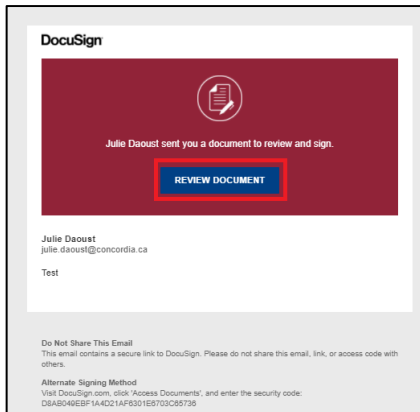 DocuSign
Julie Daoust sent you a document to review and sign.
REVIEW DOCUMENT
Julie Daoust
julie.daoust@concordia.ca
Test
Do Not Share This Email
This email contains a secure link to DocuSign. Please do not share this email, link, or access code with
others.
Alternate Signing Method
Visit DocuSign.com, click 'Access Documents', and enter the security code:
D8AB049EBF1A4D21AF6301E6703C65736